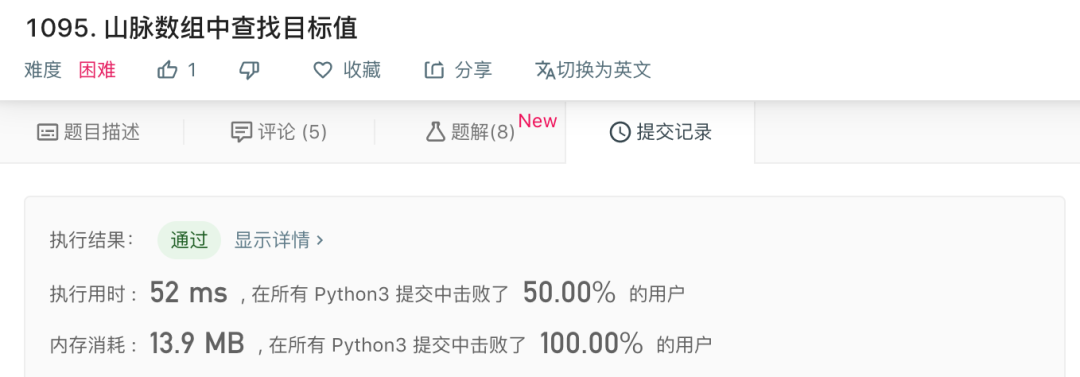 1095. 山脉数组中查找目标值
难度 困难 1 收藏 分享 切换为英文
题目描述 评论 (5) 题解(8) New 提交记录
执行结果： 通过 显示详情 ›
执行用时 : 52 ms , 在所有 Python3 提交中击败了 50.00% 的用户
内存消耗 : 13.9 MB , 在所有 Python3 提交中击败了 100.00% 的用户